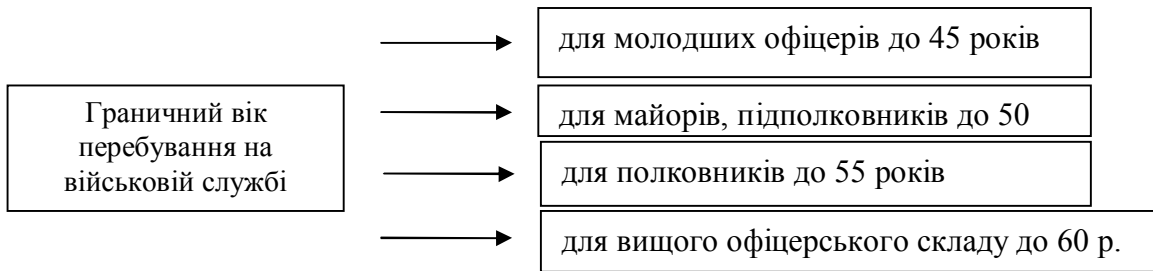 Граничний вік
перебування на
військовій службі
для молодших офіцерів до 45 років
для майорів, підполковників до 50
для полковників до 55 років
для вищого офіцерського складу до 60 р.